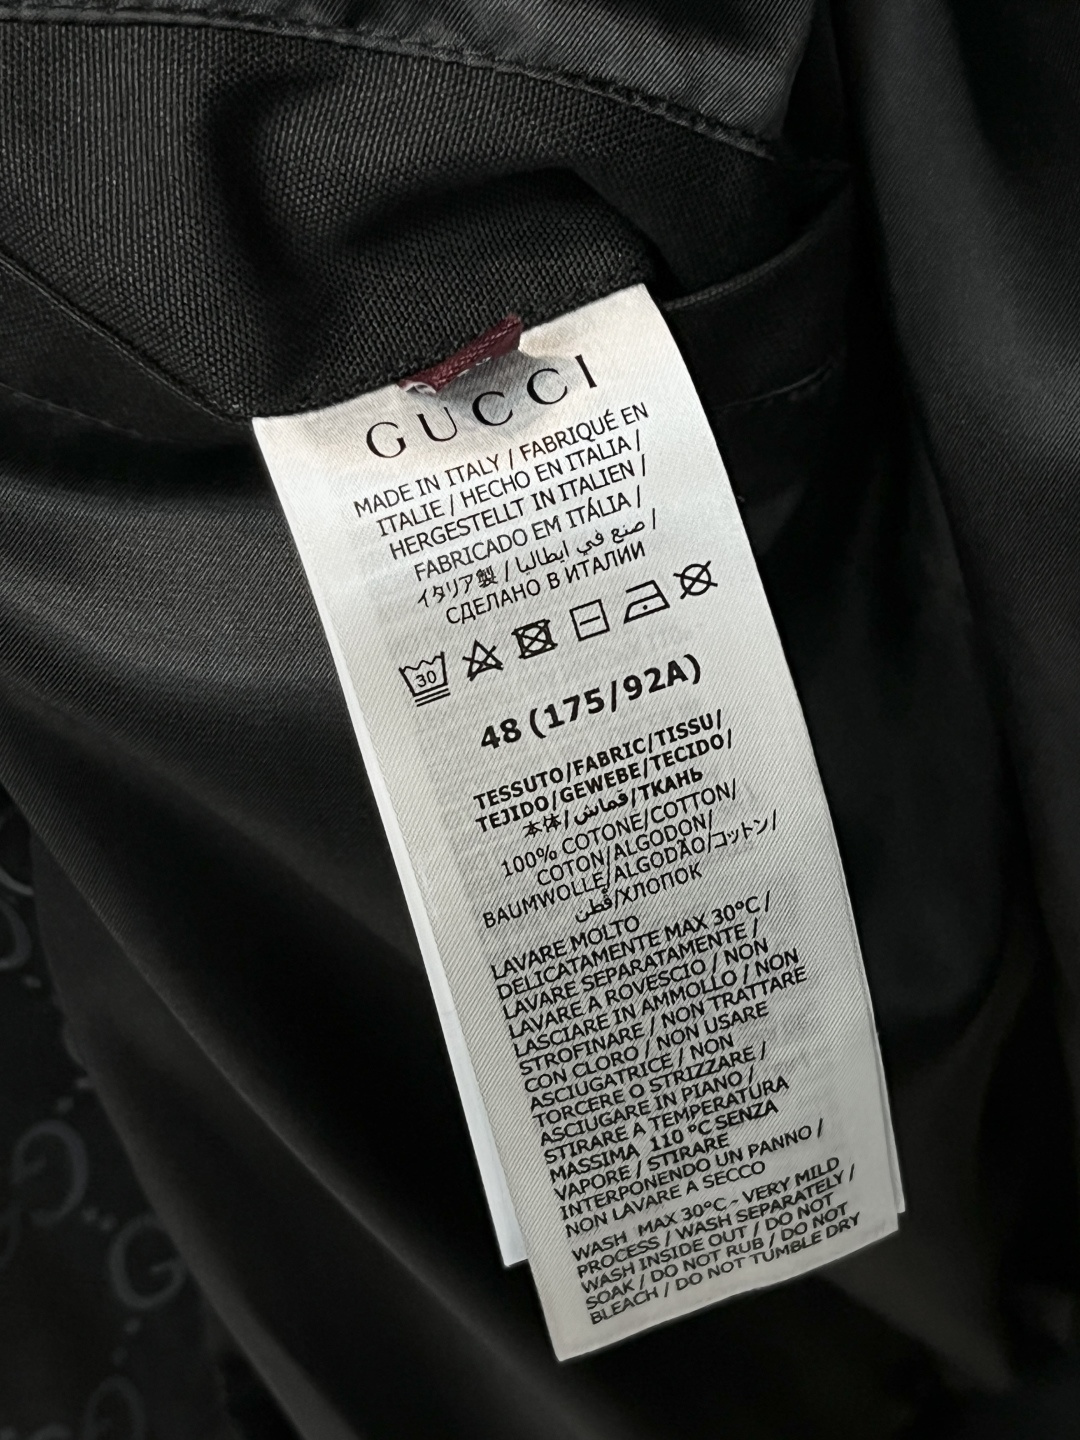 GUCCI
MADE IN ITALY / FABRIQUÉ EN
ITALIE / HECHO EN ITALIA /
HERGESTELLT IN ITALIEN /
FABRICADO EM ITÁLIA /
イタリア製 / صنع في ايطاليا /
СДЕЛАНО В ИТАЛИИ
30
48 (175/92A)
TESSUTO/FABRIC/TISSU/
TEJIDO/GEWEBE/TECIDO/
本体/قماش/ТКАНЬ
100% COTONE/COTTON/
COTON/ALGODON/
BAUMWOLLE/ALGODÃO/コットン/
قُطن/ХЛОПОК
LAVARE MOLTO
DELICATAMENTE MAX 30°C /
LAVARE SEPARATAMENTE /
LAVARE A ROVESCIO / NON
LASCIARE IN AMMOLLO / NON
STROFINARE / NON TRATTARE
CON CLORO / NON USARE
ASCIUGATRICE / NON
TORCERE O STRIZZARE /
ASCIUGARE IN PIANO /
STIRARE A TEMPERATURA
MASSIMA 110 °C SENZA
VAPORE / STIRARE
INTERPONENDO UN PANNO /
NON LAVARE A SECCO
WASH MAX 30°C - VERY MILD
PROCESS / WASH SEPARATELY /
WASH INSIDE OUT / DO NOT
SOAK / DO NOT RUB / DO NOT
BLEACH / DO NOT TUMBLE DRY